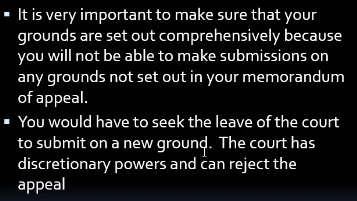 ▪ It is very important to make sure that your
grounds are set out comprehensively because
you will not be able to make submissions on
any grounds not set out in your memorandum
of appeal.
▪ You would have to seek the leave of the court
to submit on a new ground.  The court has
discretionary powers and can reject the
appeal